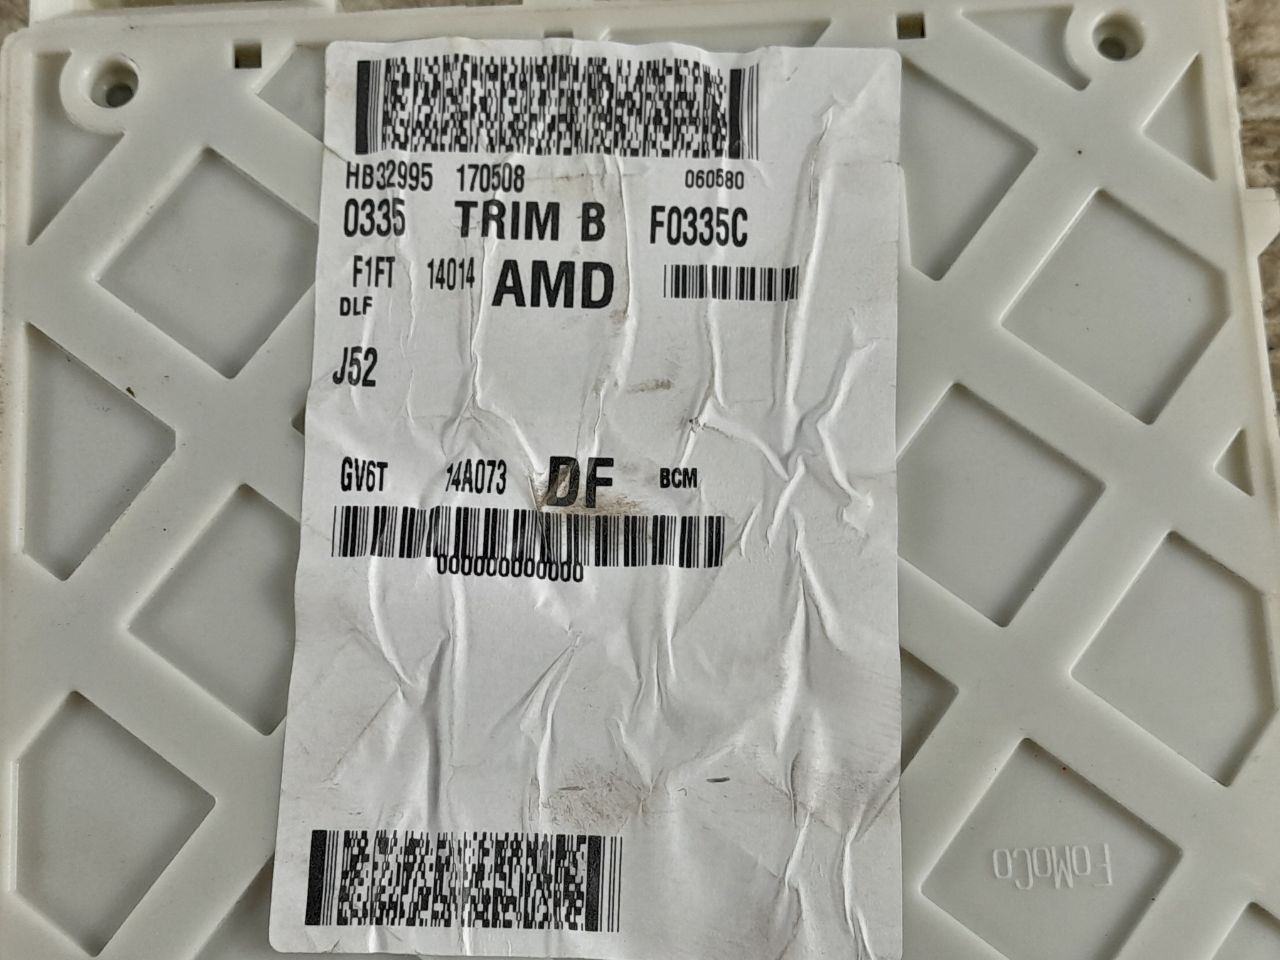 HB32995 170508 060580
0335 TRIM B F0335C
F1FT 14014 AMD
DLF
J52
GV6T 14A073 DF BCM
000000000000
FoMoCo